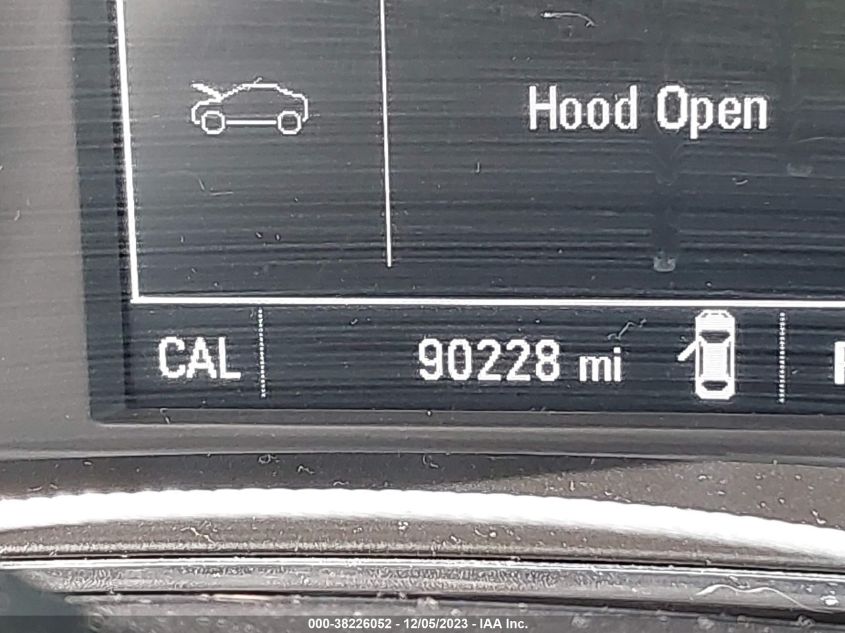 Hood Open
CAL 90228 mi
000-38226052 - 12/05/2023 - IAA Inc.